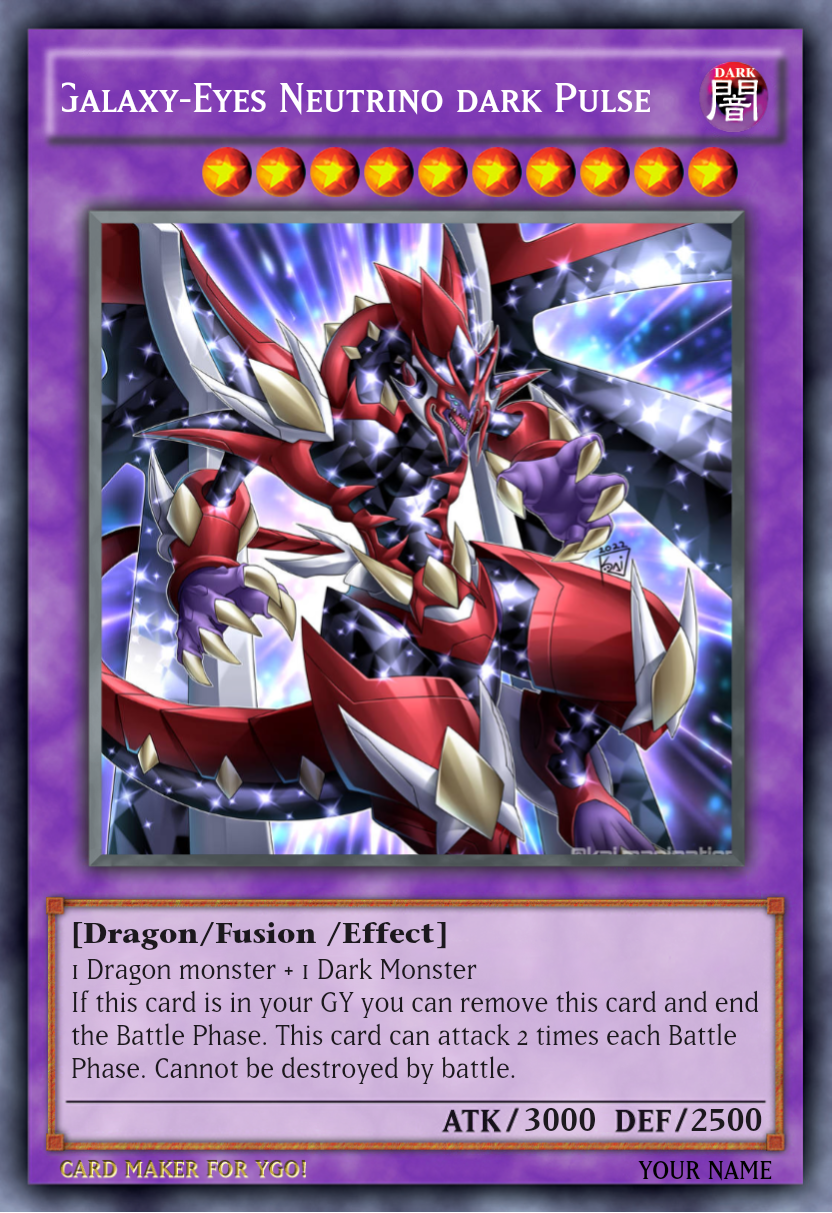 Galaxy-Eyes Neutrino dark Pulse
DARK
闇
2022
[Dragon/Fusion /Effect]
1 Dragon monster + 1 Dark Monster
If this card is in your GY you can remove this card and end
the Battle Phase. This card can attack 2 times each Battle
Phase. Cannot be destroyed by battle.
ATK/3000 DEF/2500
CARD MAKER FOR YGO!
YOUR NAME